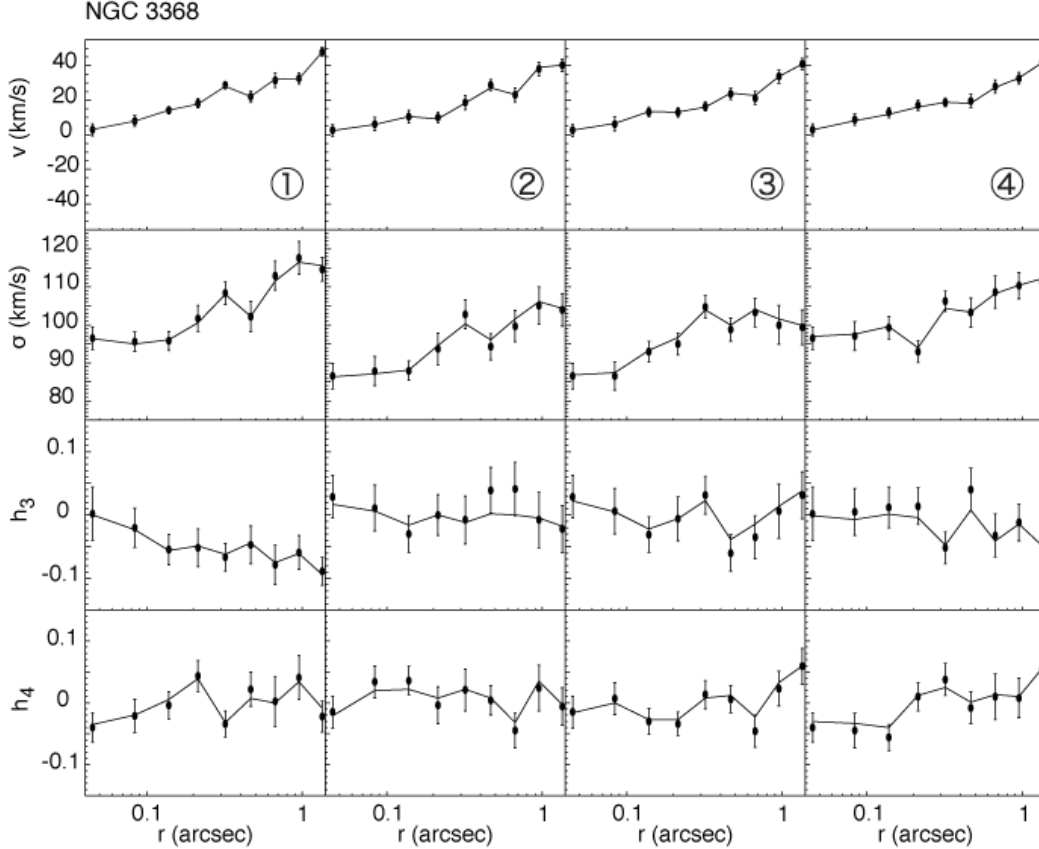 NGC 3368
v (km/s)
40
20
0
-20
-40
①
②
③
④
σ (km/s)
120
110
100
90
80
h3
0.1
0
-0.1
h4
0.1
0
-0.1
0.1 1 0.1 1 0.1 1 0.1 1
r (arcsec) r (arcsec) r (arcsec) r (arcsec)